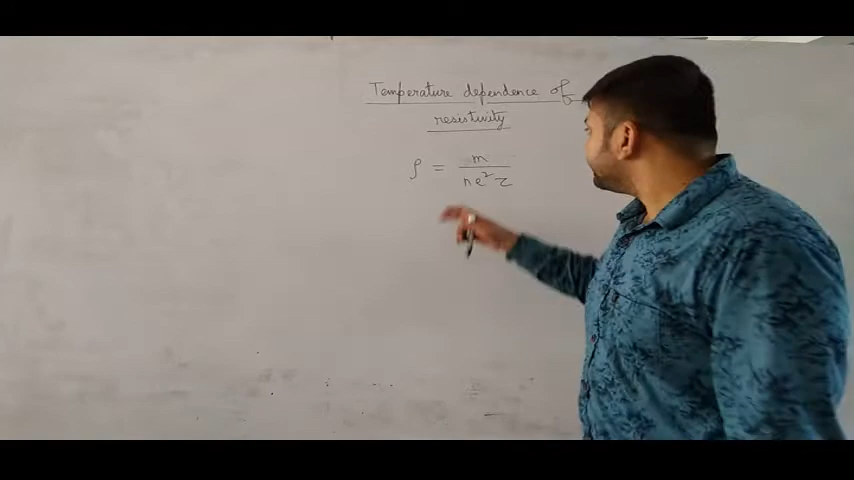 Temperature dependence of
resistivity
ρ = m / ne²τ